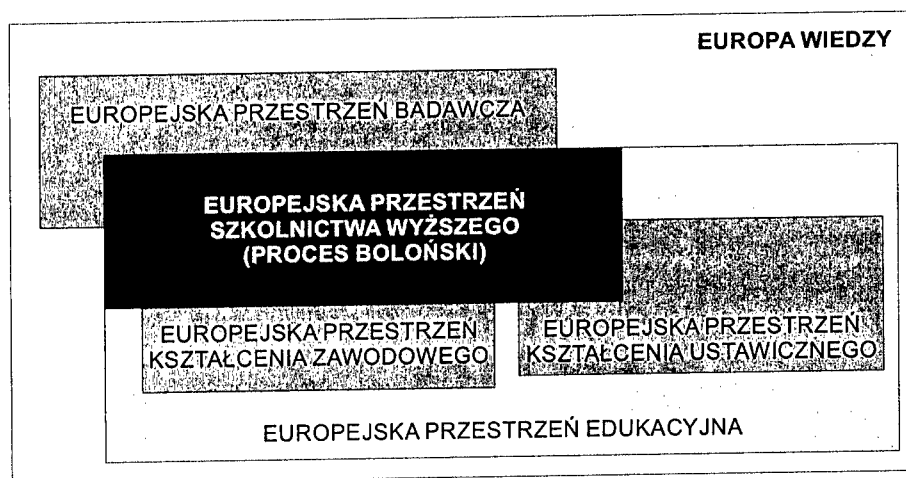 EUROPA WIEDZY
EUROPEJSKA PRZESTRZEŃ BADAWCZA
EUROPEJSKA PRZESTRZEŃ
SZKOLNICTWA WYŻSZEGO
(PROCES BOLOŃSKI)
EUROPEJSKA PRZESTRZEŃ
KSZTAŁCENIA ZAWODOWEGO
EUROPEJSKA PRZESTRZEŃ
KSZTAŁCENIA USTAWICZNEGO
EUROPEJSKA PRZESTRZEŃ EDUKACYJNA